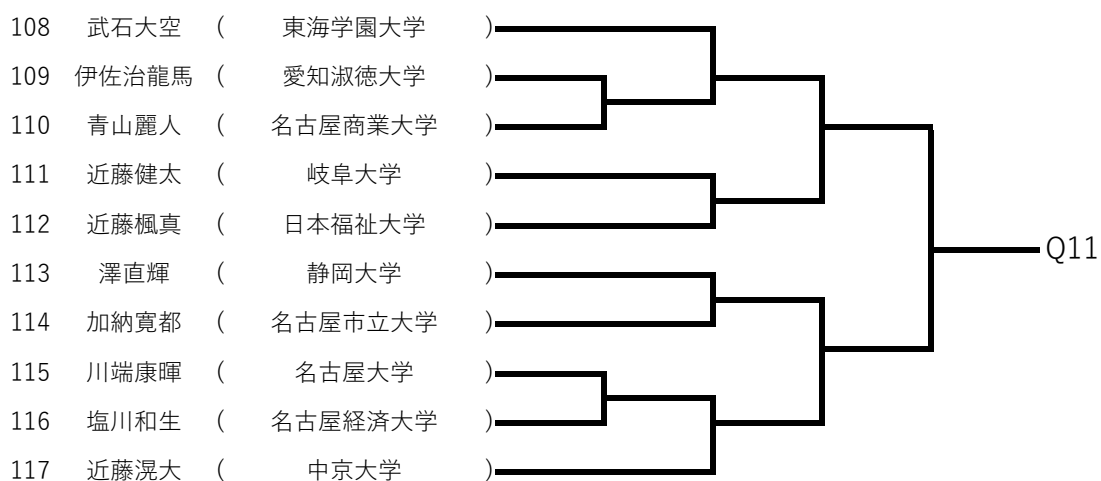 108 武石大空 ( 東海学園大学 )
109 伊佐治龍馬 ( 愛知淑徳大学 )
110 青山麗人 ( 名古屋商業大学 )
111 近藤健太 ( 岐阜大学 )
112 近藤楓真 ( 日本福祉大学 )
Q11
113 澤直輝 ( 静岡大学 )
114 加納寛都 ( 名古屋市立大学 )
115 川端康暉 ( 名古屋大学 )
116 塩川和生 ( 名古屋経済大学 )
117 近藤滉大 ( 中京大学 )